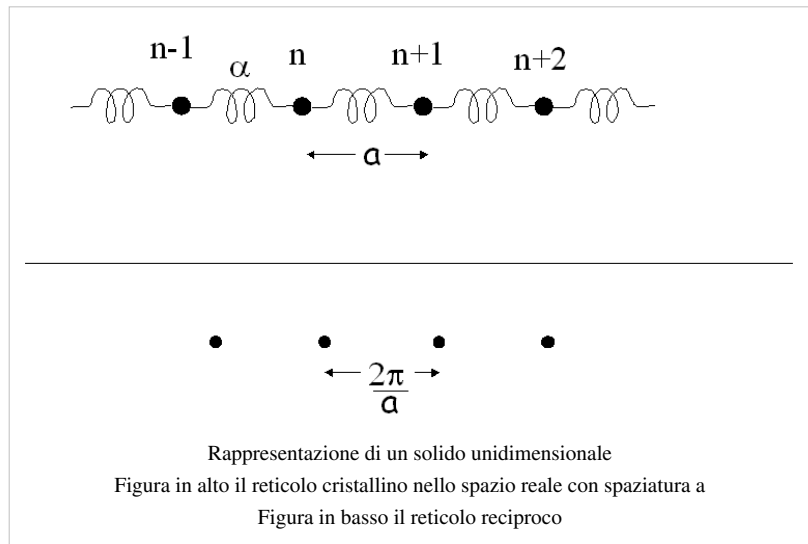 n-1 α n n+1 n+2
a
2π
a
Rappresentazione di un solido unidimensionale
Figura in alto il reticolo cristallino nello spazio reale con spaziatura a
Figura in basso il reticolo reciproco